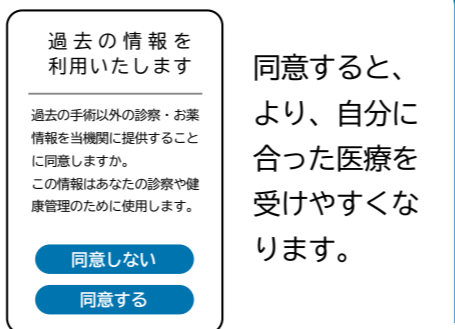 過去の情報を
利用いたします
過去の手術以外の診察・お薬
情報を当機関に提供すること
に同意しますか。
この情報はあなたの診察や健
康管理のために使用します。
同意しない
同意する
同意すると、
より、自分に
合った医療を
受けやすくな
ります。